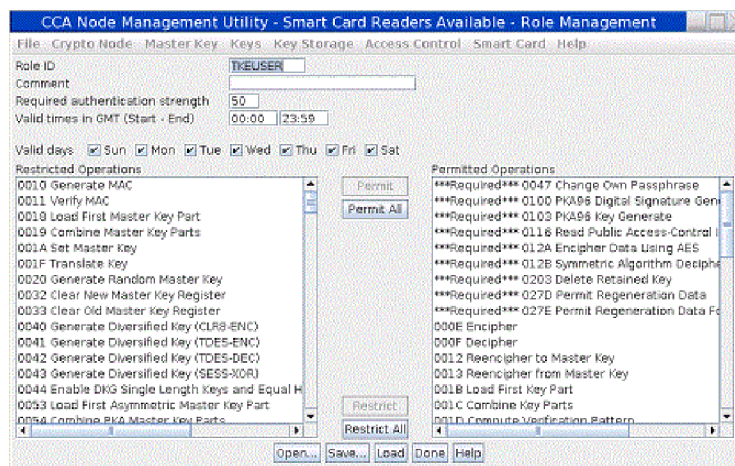 CCA Node Management Utility - Smart Card Readers Available - Role Management
File Crypto Node Master Key Keys Key Storage Access Control Smart Card Help
Role ID TKEUSER
Comment
Required authentication strength 50
Valid times in GMT (Start - End) 00:00 23:59
Valid days Sun Mon Tue Wed Thu Fri Sat
Restricted Operations
0010 Generate MAC
0011 Verify MAC
0018 Load First Master Key Part
0019 Combine Master Key Parts
001A Set Master Key
001F Translate Key
0020 Generate Random Master Key
0032 Clear New Master Key Register
0033 Clear Old Master Key Register
0040 Generate Diversified Key (CLR8-ENC)
0041 Generate Diversified Key (TDES-ENC)
0042 Generate Diversified Key (TDES-DEC)
0043 Generate Diversified Key (SESS-XOR)
0044 Enable DKG Single Length Keys and Equal H
0053 Load First Asymmetric Master Key Part
0054 Combine PKA Master Key Parts
Permit
Permit All
Restrict
Restrict All
Permitted Operations
***Required*** 0047 Change Own Passphrase
***Required*** 0100 PKA96 Digital Signature Gen
***Required*** 0103 PKA96 Key Generate
***Required*** 0116 Read Public Access-Control
***Required*** 012A Encipher Data Using AES
***Required*** 012B Symmetric Algorithm Deciphe
***Required*** 0203 Delete Retained Key
***Required*** 027D Permit Regeneration Data
***Required*** 027E Permit Regeneration Data Fo
000E Encipher
000F Decipher
0012 Reencipher to Master Key
0013 Reencipher from Master Key
001B Load First Key Part
001C Combine Key Parts
001D Compute Verification Pattern
Open... Save... Load Done Help